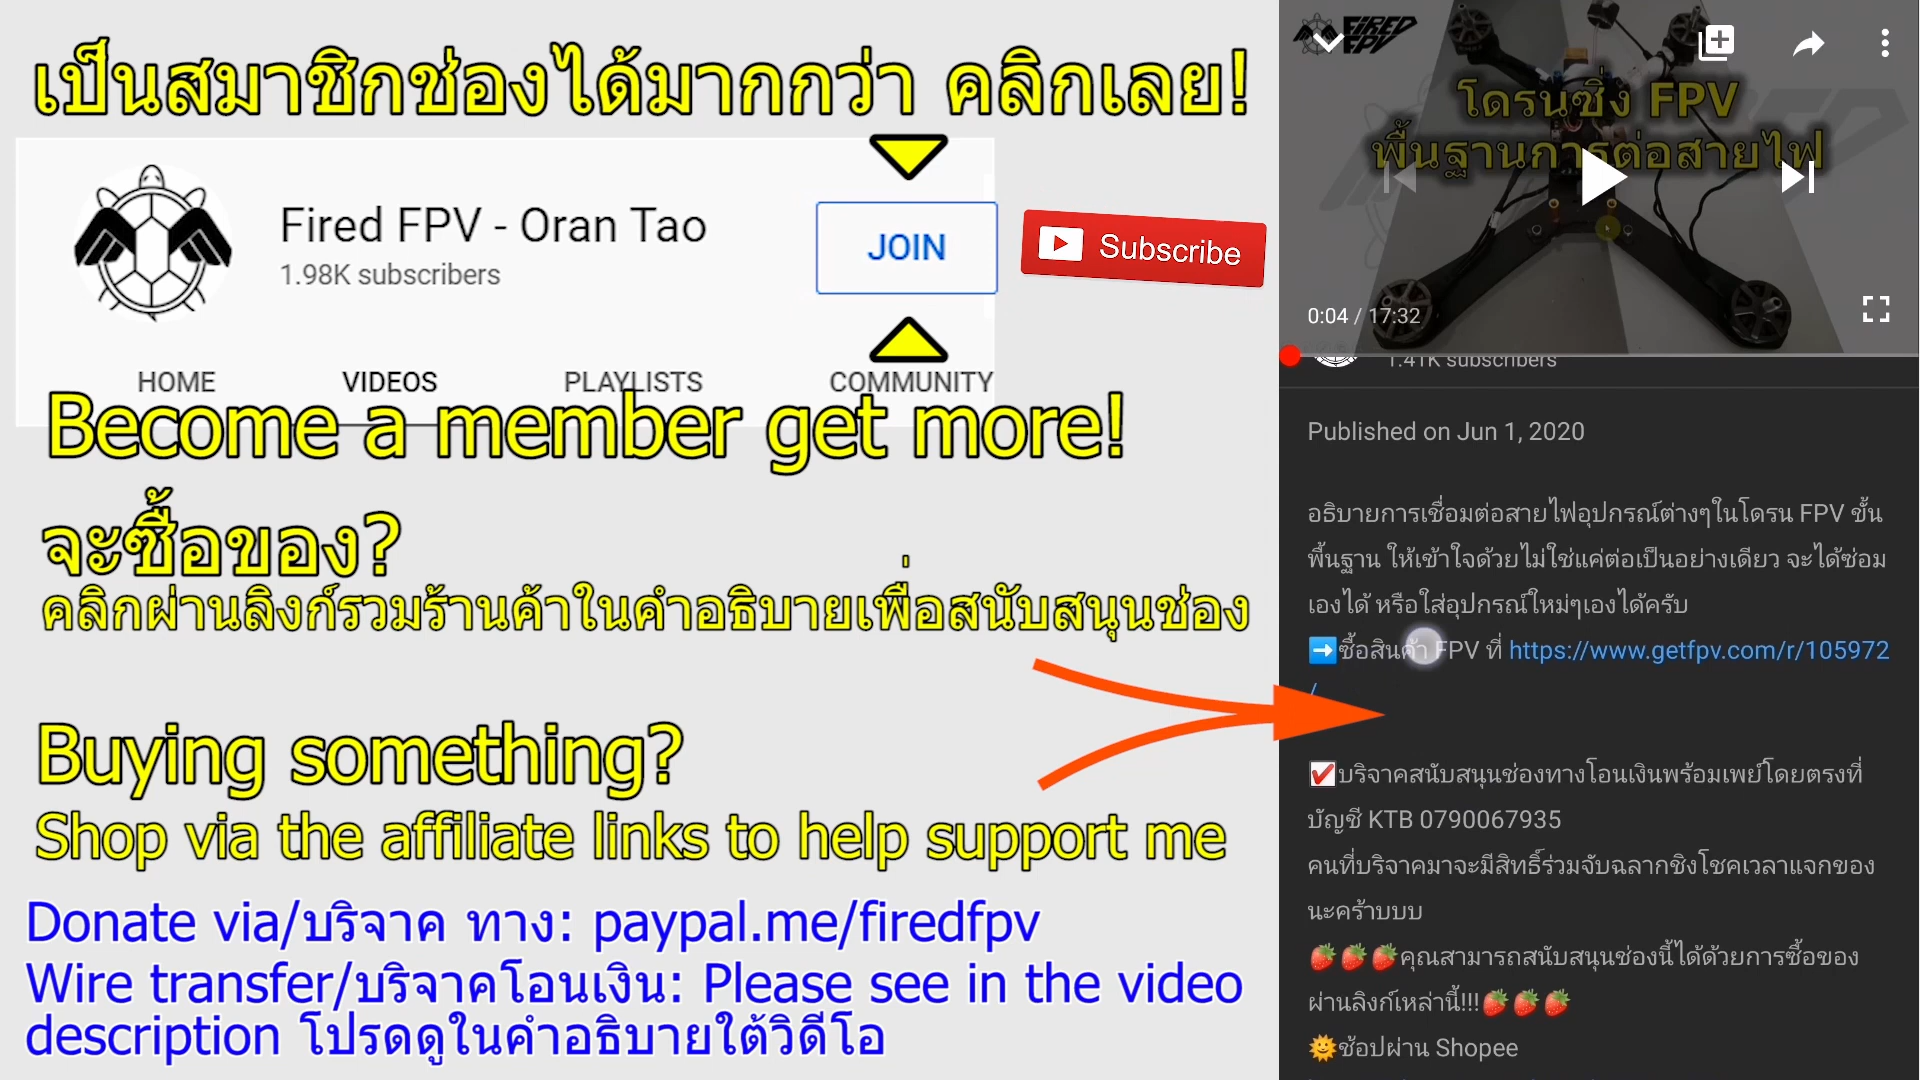 เป็นสมาชิกช่องได้มากกว่า คลิกเลย!
Fired FPV - Oran Tao
1.98K subscribers
JOIN
Subscribe
HOME VIDEOS PLAYLISTS COMMUNITY
Become a member get more!
จะซื้อของ?
คลิกผ่านลิงก์รวมร้านค้าในคำอธิบายเพื่อสนับสนุนช่อง
Buying something?
Shop via the affiliate links to help support me
Donate via/บริจาค ทาง: paypal.me/firedfpv
Wire transfer/บริจาคโอนเงิน: Please see in the video
description โปรดดูในคำอธิบายใต้วิดีโอ
FIRED
FPV
โดรนซิ่ง FPV
พื้นฐานการต่อสายไฟ
0:04 / 17:32
1.41K subscribers
Published on Jun 1, 2020
อธิบายการเชื่อมต่อสายไฟอุปกรณ์ต่างๆในโดรน FPV ขั้น
พื้นฐาน ให้เข้าใจด้วยไม่ใช่แค่ต่อเป็นอย่างเดียว จะได้ซ่อม
เองได้ หรือใส่อุปกรณ์ใหม่ๆเองได้ครับ
➡️ซื้อสินค้า FPV ที่ https://www.getfpv.com/r/105972
/
☑บริจาคสนับสนุนช่องทางโอนเงินพร้อมเพย์โดยตรงที่
บัญชี KTB 0790067935
คนที่บริจาคมาจะมีสิทธิ์ร่วมจับฉลากชิงโชคเวลาแจกของ
นะคร้าบบบ
🍓🍓🍓คุณสามารถสนับสนุนช่องนี้ได้ด้วยการซื้อของ
ผ่านลิงก์เหล่านี้!!!🍓🍓🍓
🌞ช้อปผ่าน Shopee